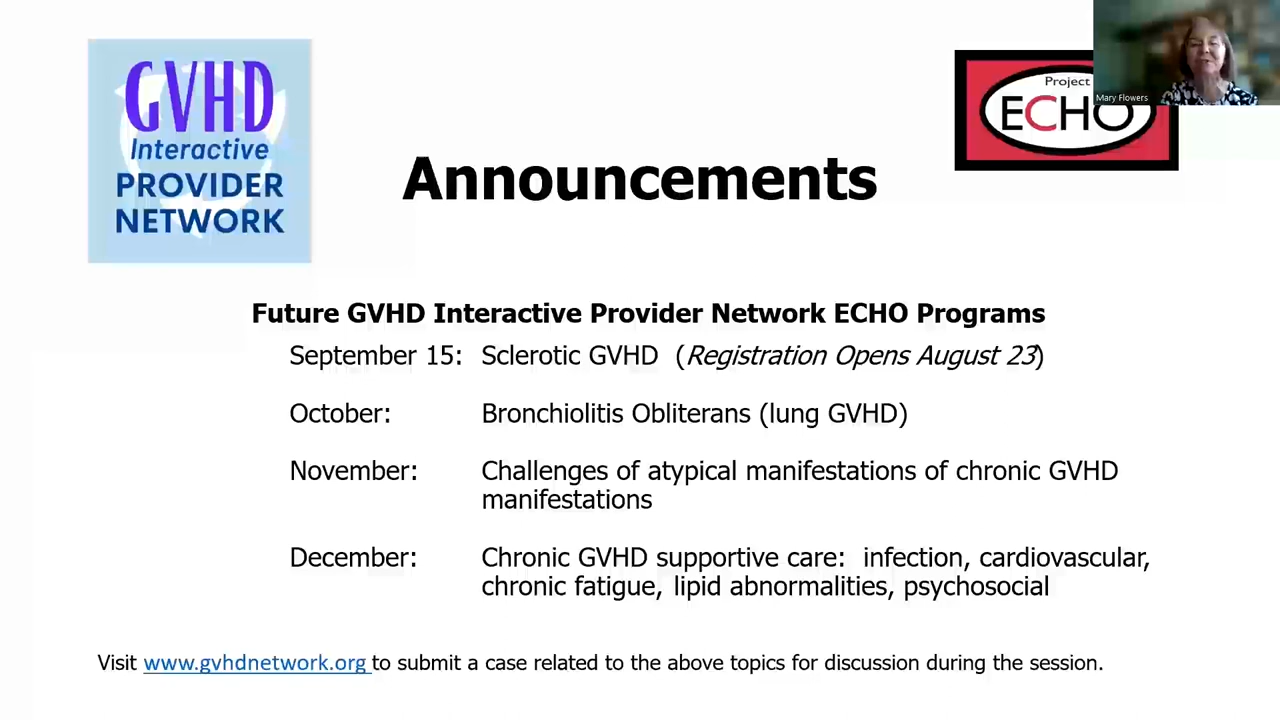 GVHD
Interactive
PROVIDER
NETWORK
Project
ECHO
Mary Flowers
Announcements
Future GVHD Interactive Provider Network ECHO Programs
September 15: Sclerotic GVHD (Registration Opens August 23)
October: Bronchiolitis Obliterans (lung GVHD)
November: Challenges of atypical manifestations of chronic GVHD
manifestations
December: Chronic GVHD supportive care: infection, cardiovascular,
chronic fatigue, lipid abnormalities, psychosocial
Visit www.gvhdnetwork.org to submit a case related to the above topics for discussion during the session.